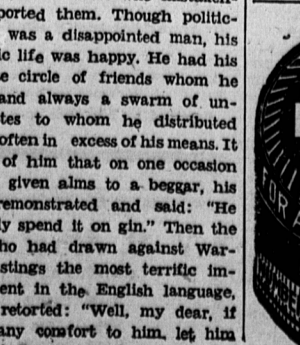 ported them. Though politic-
was a disappointed man, his
ic life was happy. He had his
e circle of friends whom he
and always a swarm of un-
tes to whom he distributed
often in excess of his means. It
of him that on one occasion
given alms to a beggar, his
remonstrated and said: "He
ly spend it on gin." Then the
ho had drawn against War-
stings the most terrific im-
ent in the English language,
retorted: "Well, my dear, if
any comfort to him, let him
FOR